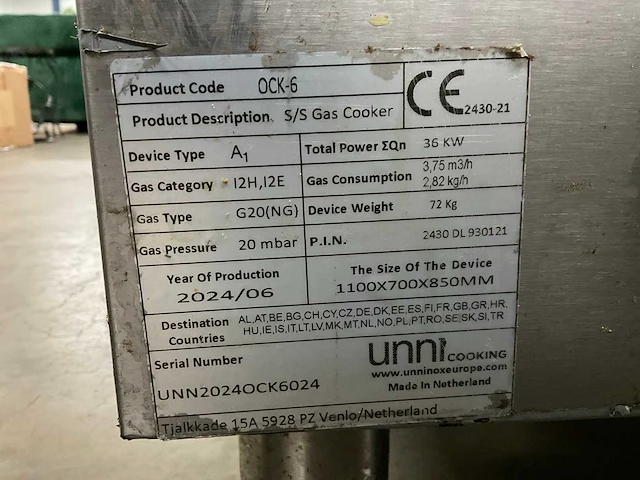 Product Code OCK-6
CE 2430-21
Product Description S/S Gas Cooker
Device Type A1
Total Power ΣQn 36 KW
Gas Category I2H,I2E
Gas Consumption 3,75 m3/h
2,82 kg/h
Gas Type G20(NG)
Device Weight 72 Kg
Gas Pressure 20 mbar
P.I.N. 2430 DL 930121
Year Of Production
2024/06
The Size Of The Device
1100X700X850MM
Destination Countries
AL,AT,BE,BG,CH,CY,CZ,DE,DK,EE,ES,FI,FR,GB,GR,HR,
HU,IE,IS,IT,LT,LV,MK,MT,NL,NO,PL,PT,RO,SE,SK,SI,TR
Serial Number
UNN2024OCK6024
unni COOKING
www.unninoxeurope.com
Made In Netherland
Tjalkkade 15A 5928 PZ Venlo/Netherland